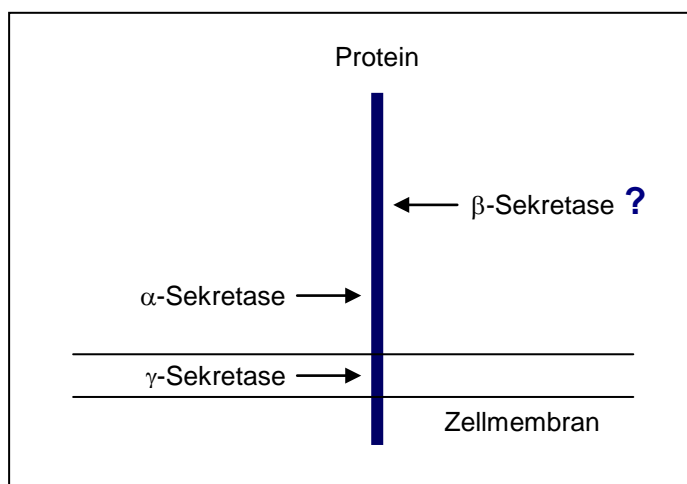 Protein
β-Sekretase ?
α-Sekretase
γ-Sekretase
Zellmembran